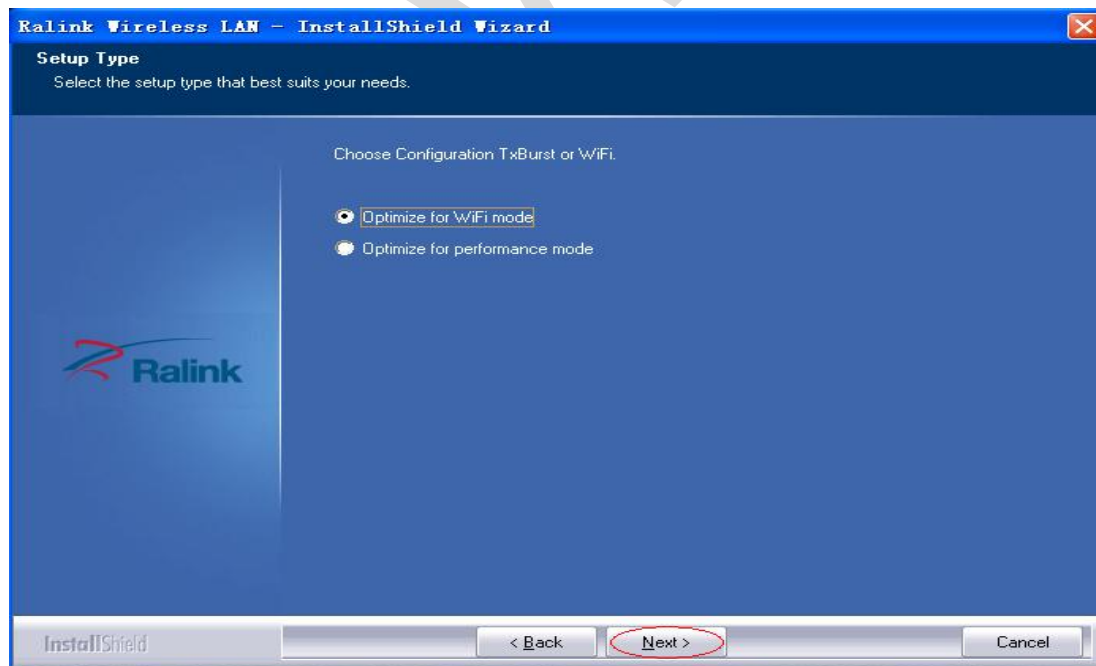 Ralink Wireless LAN - InstallShield Wizard
Setup Type
Select the setup type that best suits your needs.
Choose Configuration TxBurst or WiFi.
Optimize for WiFi mode
Optimize for performance mode
Ralink
InstallShield
< Back
Next >
Cancel